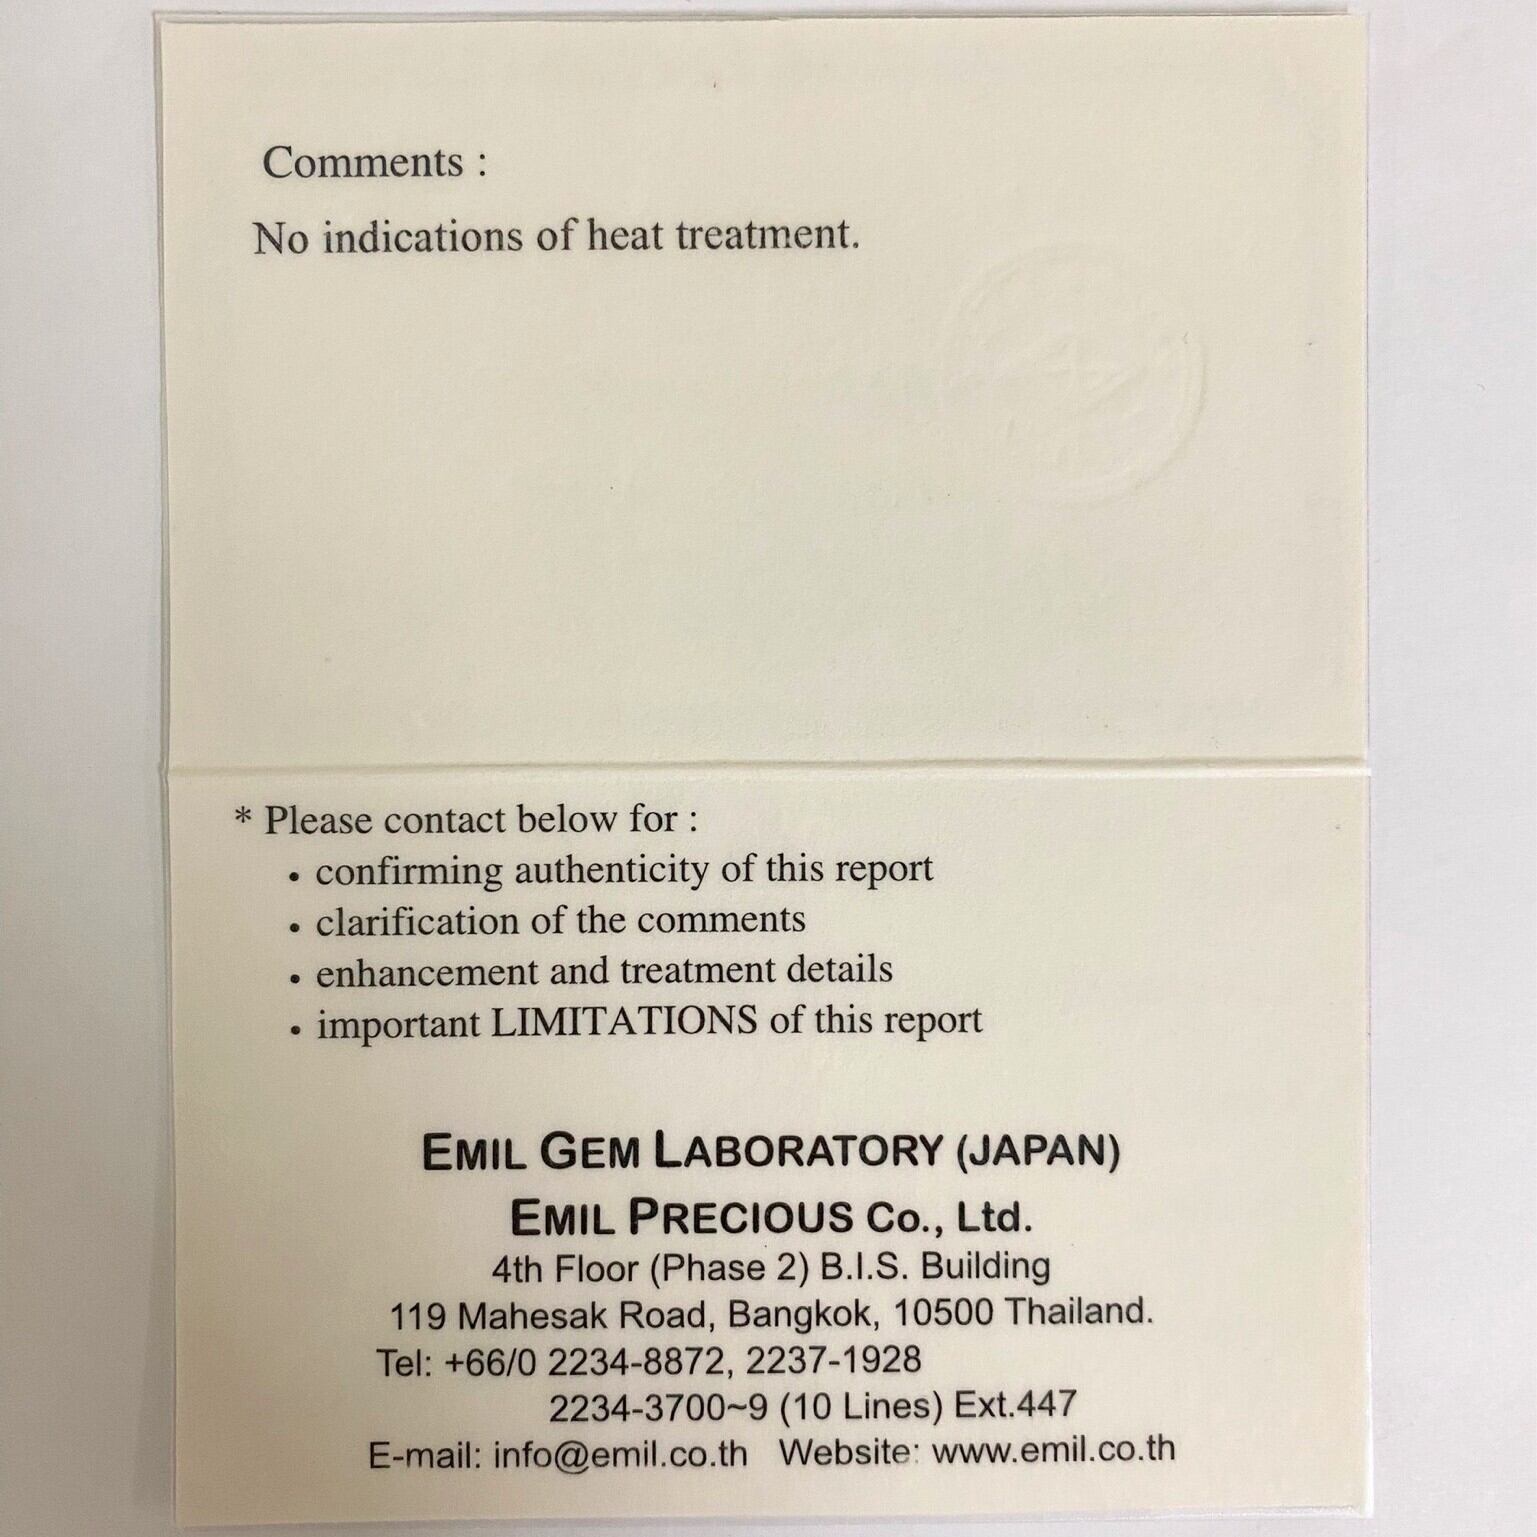 Comments :
No indications of heat treatment.
* Please contact below for :
• confirming authenticity of this report
• clarification of the comments
• enhancement and treatment details
• important LIMITATIONS of this report
EMIL GEM LABORATORY (JAPAN)
EMIL PRECIOUS Co., Ltd.
4th Floor (Phase 2) B.I.S. Building
119 Mahesak Road, Bangkok, 10500 Thailand.
Tel: +66/0 2234-8872, 2237-1928
2234-3700~9 (10 Lines) Ext.447
E-mail: info@emil.co.th Website: www.emil.co.th